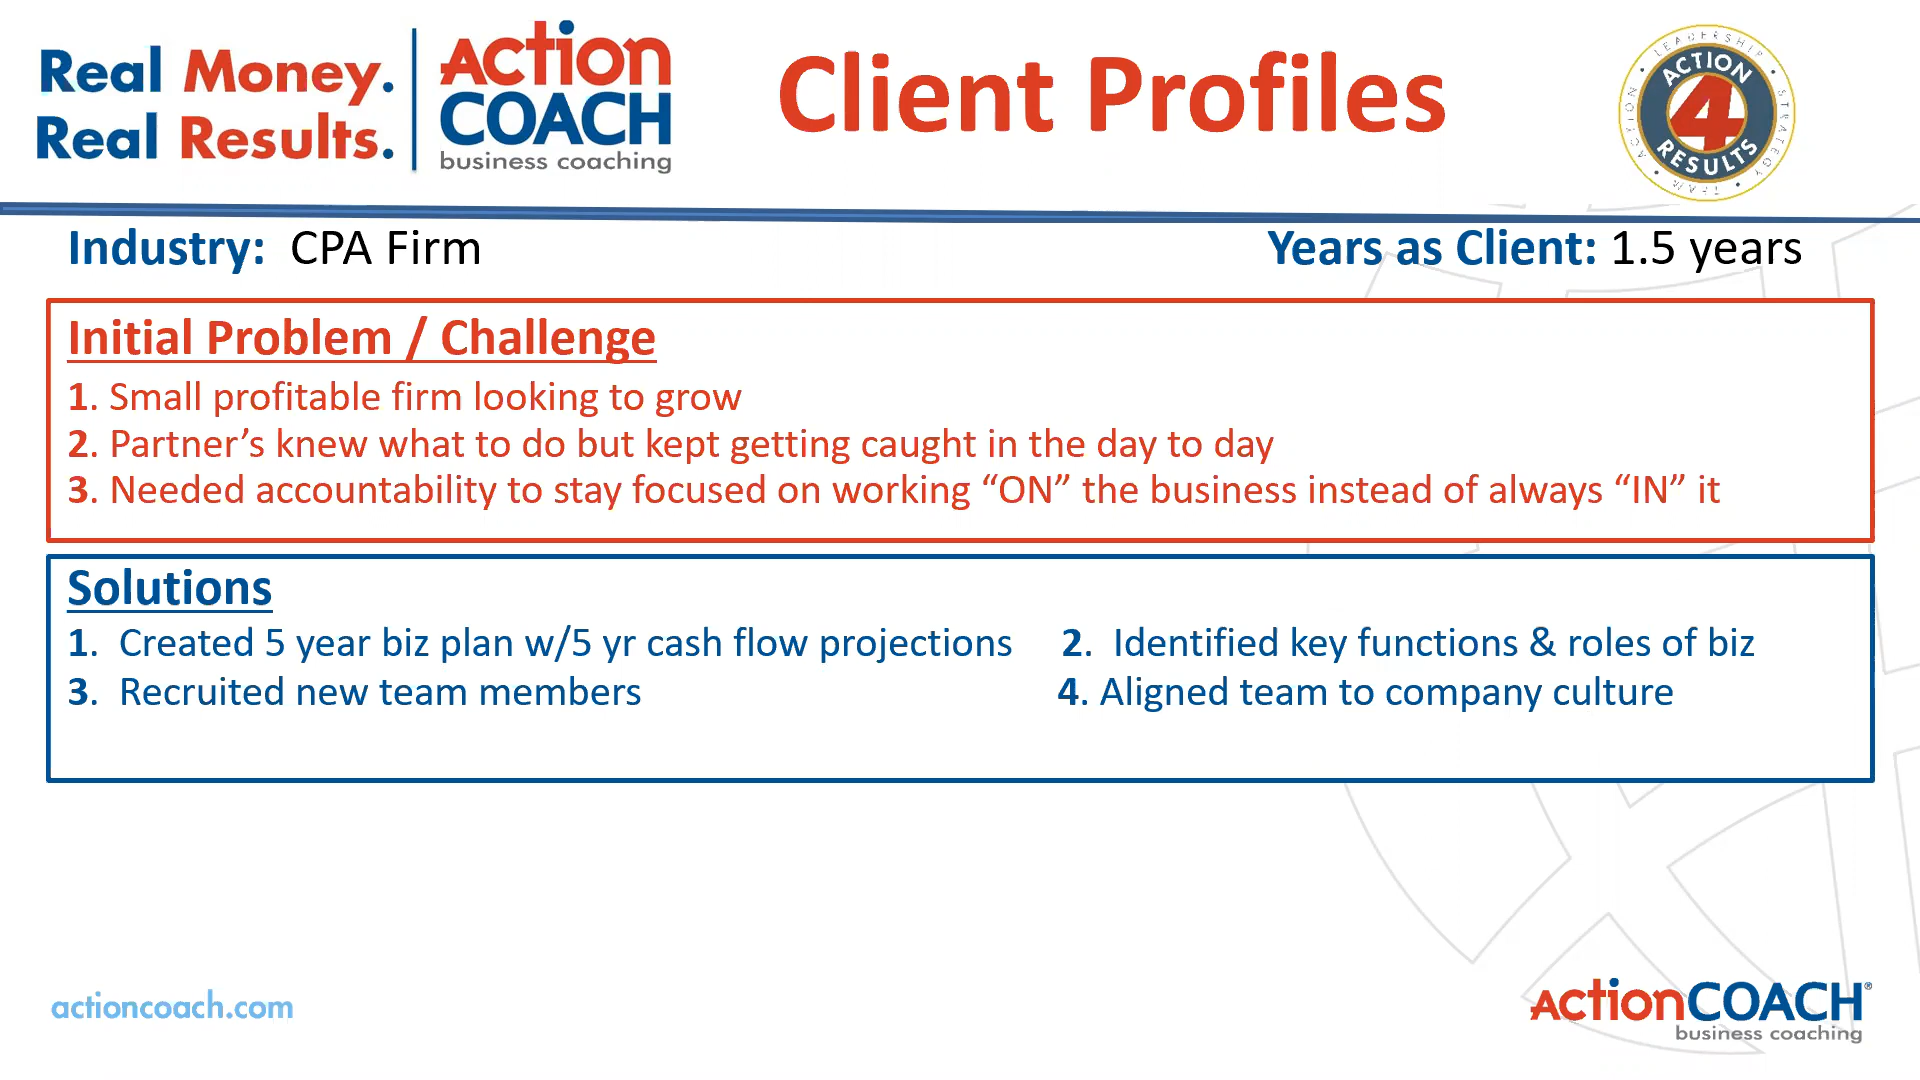 Real Money.
Real Results.
ACTION
COACH
business coaching
Client Profiles
LEADERSHIP • STRATEGY • TEAM • ACTION •
ACTION
4
RESULTS
Industry: CPA Firm
Years as Client: 1.5 years
Initial Problem / Challenge
1. Small profitable firm looking to grow
2. Partner’s knew what to do but kept getting caught in the day to day
3. Needed accountability to stay focused on working “ON” the business instead of always “IN” it
Solutions
1. Created 5 year biz plan w/5 yr cash flow projections
2. Identified key functions & roles of biz
3. Recruited new team members
4. Aligned team to company culture
actioncoach.com
ActionCOACH®
business coaching